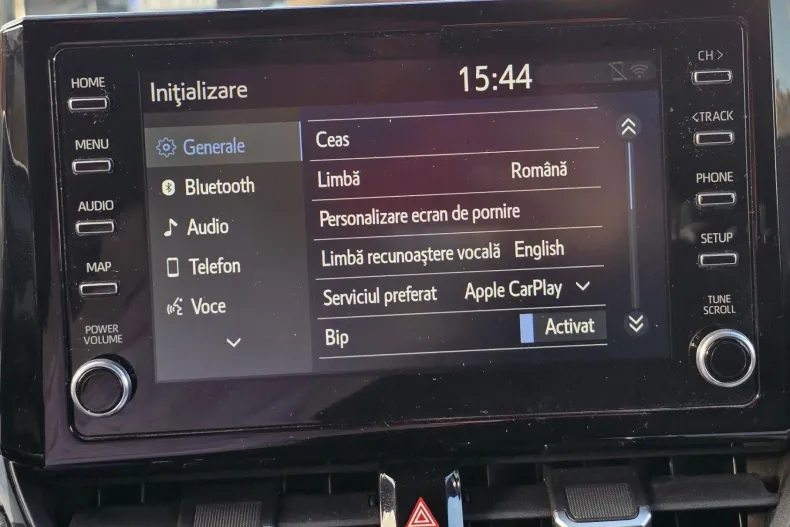 HOME
MENU
AUDIO
MAP
POWER
VOLUME
Iniţializare
15:44
Generale
Bluetooth
Audio
Telefon
Voce
Ceas
Limbă Română
Personalizare ecran de pornire
Limbă recunoaştere vocală English
Serviciul preferat Apple CarPlay
Bip Activat
CH >
<TRACK
PHONE
SETUP
TUNE
SCROLL